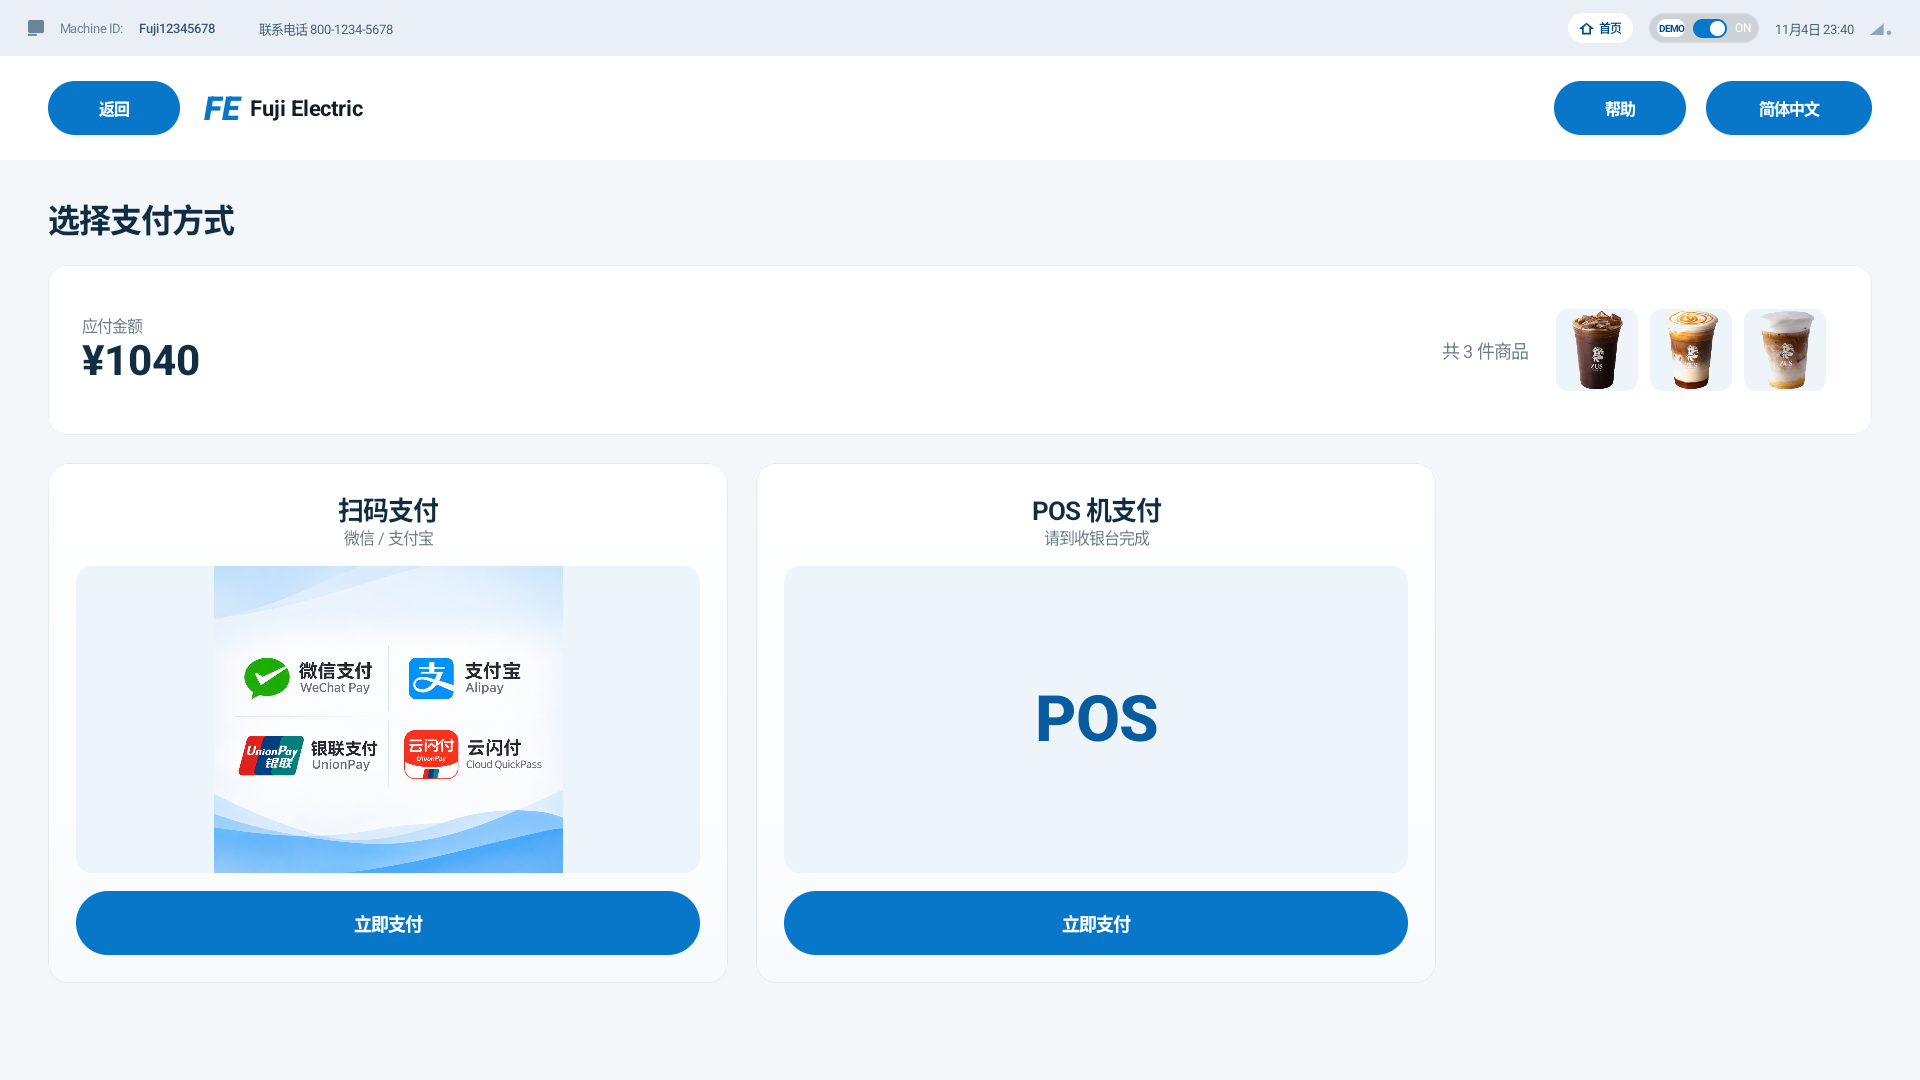 Machine ID: Fuji12345678 联系电话 800-1234-5678 首页 DEMO ON 11月4日 23:40
返回 FE Fuji Electric 帮助 简体中文
选择支付方式
应付金额
¥1040
共 3 件商品
扫码支付
微信 / 支付宝
微信支付
WeChat Pay
支付宝
Alipay
UnionPay
银联
银联支付
UnionPay
云闪付
UnionPay
云闪付
Cloud QuickPass
立即支付
POS 机支付
请到收银台完成
POS
立即支付